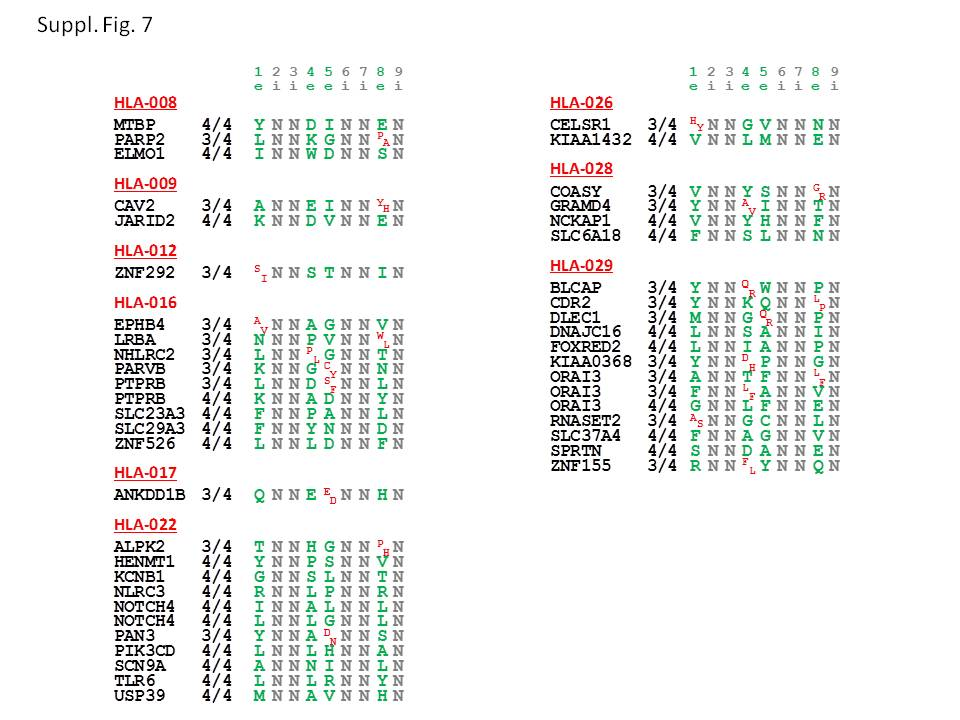 Suppl. Fig. 7
1 2 3 4 5 6 7 8 9
e i i e e i i e i
HLA-008
MTBP 4/4 Y N N D I N N E N
PARP2 3/4 L N N K G N N P A N
ELMO1 4/4 I N N W D N N S N
HLA-009
CAV2 3/4 A N N E I N N Y H N
JARID2 4/4 K N N D V N N E N
HLA-012
ZNF292 3/4 S I N N S T N N I N
HLA-016
EPHB4 3/4 A V N N A G N N V N
LRBA 3/4 N N N P V N N W L N
NHLRC2 3/4 L N N P L G N N T N
PARVB 3/4 K N N G C Y N N N N
PTPRB 3/4 L N N D S F N N L N
PTPRB 4/4 K N N A D N N Y N
SLC23A3 4/4 F N N P A N N L N
SLC29A3 4/4 F N N Y N N N D N
ZNF526 4/4 L N N L D N N F N
HLA-017
ANKDD1B 3/4 Q N N E E D N N H N
HLA-022
ALPK2 3/4 T N N H G N N P H N
HENMT1 4/4 Y N N P S N N V N
KCNB1 4/4 G N N S L N N T N
NLRC3 4/4 R N N L P N N R N
NOTCH4 4/4 I N N A L N N L N
NOTCH4 4/4 L N N L G N N L N
PAN3 3/4 Y N N A D N N N S N
PIK3CD 4/4 L N N L H N N A N
SCN9A 4/4 A N N N I N N L N
TLR6 4/4 L N N L R N N Y N
USP39 4/4 M N N A V N N H N
1 2 3 4 5 6 7 8 9
e i i e e i i e i
HLA-026
CELSR1 3/4 H Y N N G V N N N N
KIAA1432 4/4 V N N L M N N E N
HLA-028
COASY 3/4 V N N Y S N N G R N
GRAMD4 3/4 Y N N A V I N N T N
NCKAP1 4/4 V N N Y H N N F N
SLC6A18 4/4 F N N S L N N N N
HLA-029
BLCAP 3/4 Y N N Q R W N N P N
CDR2 3/4 Y N N K Q N N L P N
DLEC1 3/4 M N N G Q R N N P N
DNAJC16 4/4 L N N S A N N I N
FOXRED2 4/4 L N N I A N N P N
KIAA0368 3/4 Y N N D H P N N G N
ORAI3 3/4 A N N T F N N L F N
ORAI3 3/4 F N N L F A N N V N
ORAI3 4/4 G N N L F N N E N
RNASET2 3/4 A S N N G C N N L N
SLC37A4 4/4 F N N A G N N V N
SPRTN 4/4 S N N D A N N E N
ZNF155 3/4 R N N F L Y N N Q N